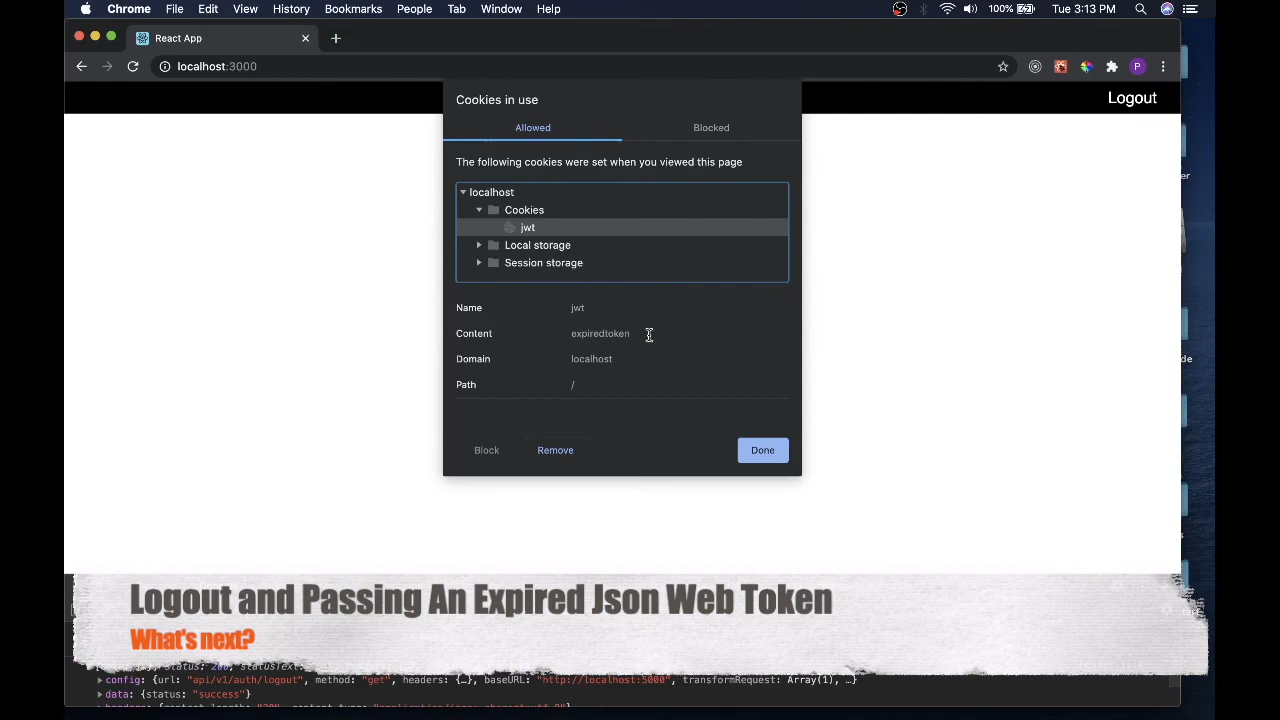 Chrome File Edit View History Bookmarks People Tab Window Help 100% Tue 3:13 PM
React App
localhost:3000 P
Logout
Cookies in use
Allowed Blocked
The following cookies were set when you viewed this page
localhost
Cookies
jwt
Local storage
Session storage
Name jwt
Content expiredtoken
Domain localhost
Path /
Block Remove Done
Logout and Passing An Expired Json Web Token
What's next?
config: {url: "api/v1/auth/logout", method: "get", headers: {…}, baseURL: "http://localhost:5000", transformRequest: Array(1), …}
data: {status: "success"}